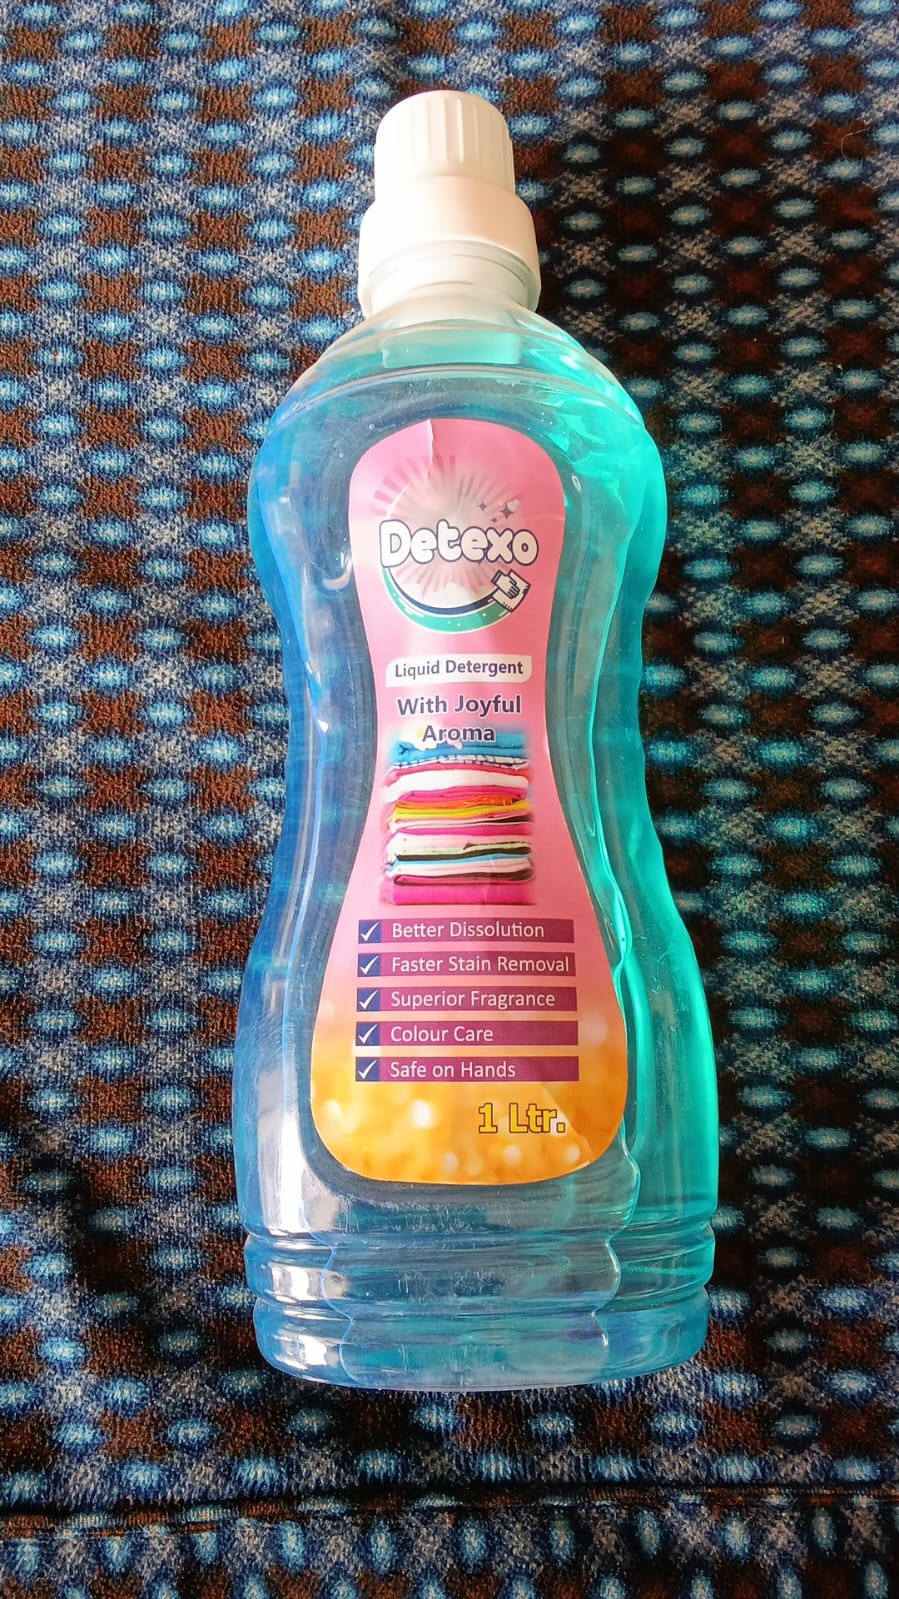 Detexo
Liquid Detergent
With Joyful
Aroma
Better Dissolution
Faster Stain Removal
Superior Fragrance
Colour Care
Safe on Hands
1 Ltr.